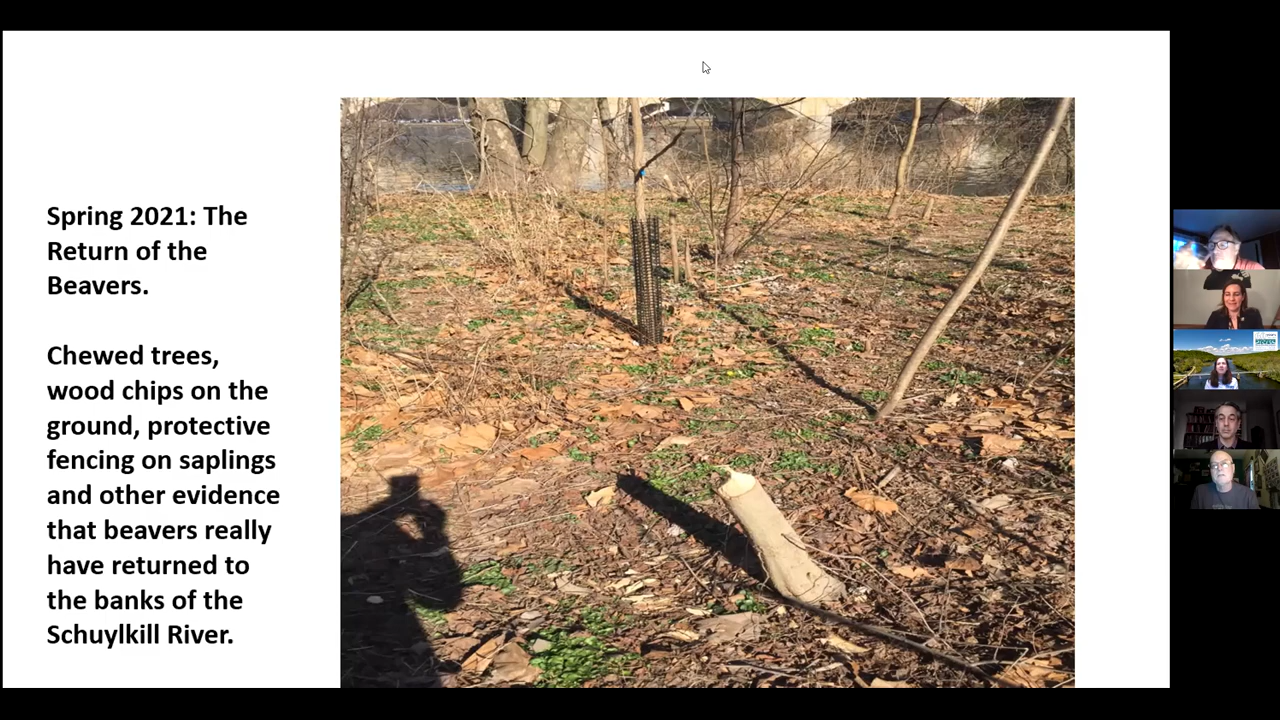 Spring 2021: The
Return of the
Beavers.
Chewed trees,
wood chips on the
ground, protective
fencing on saplings
and other evidence
that beavers really
have returned to
the banks of the
Schuylkill River.